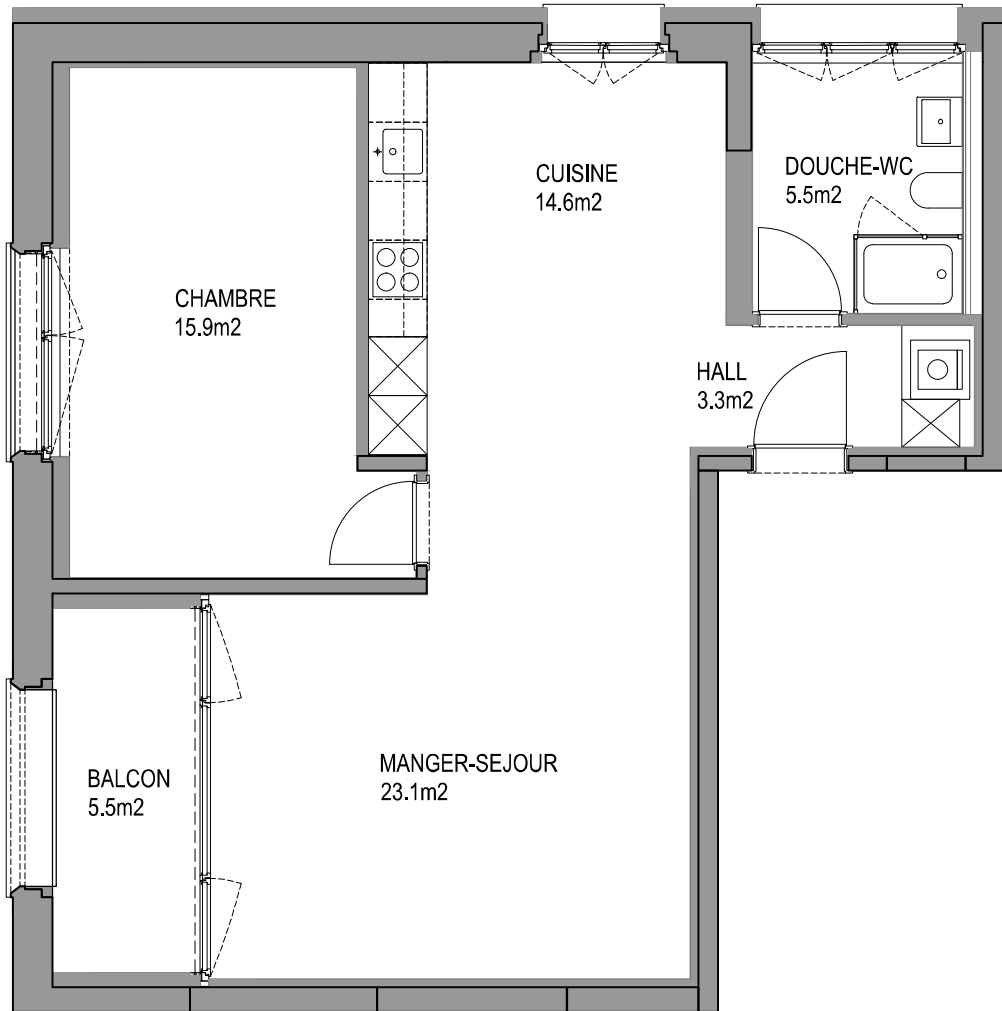 CUISINE
14.6m2
DOUCHE-WC
5.5m2
CHAMBRE
15.9m2
HALL
3.3m2
MANGER-SEJOUR
23.1m2
BALCON
5.5m2